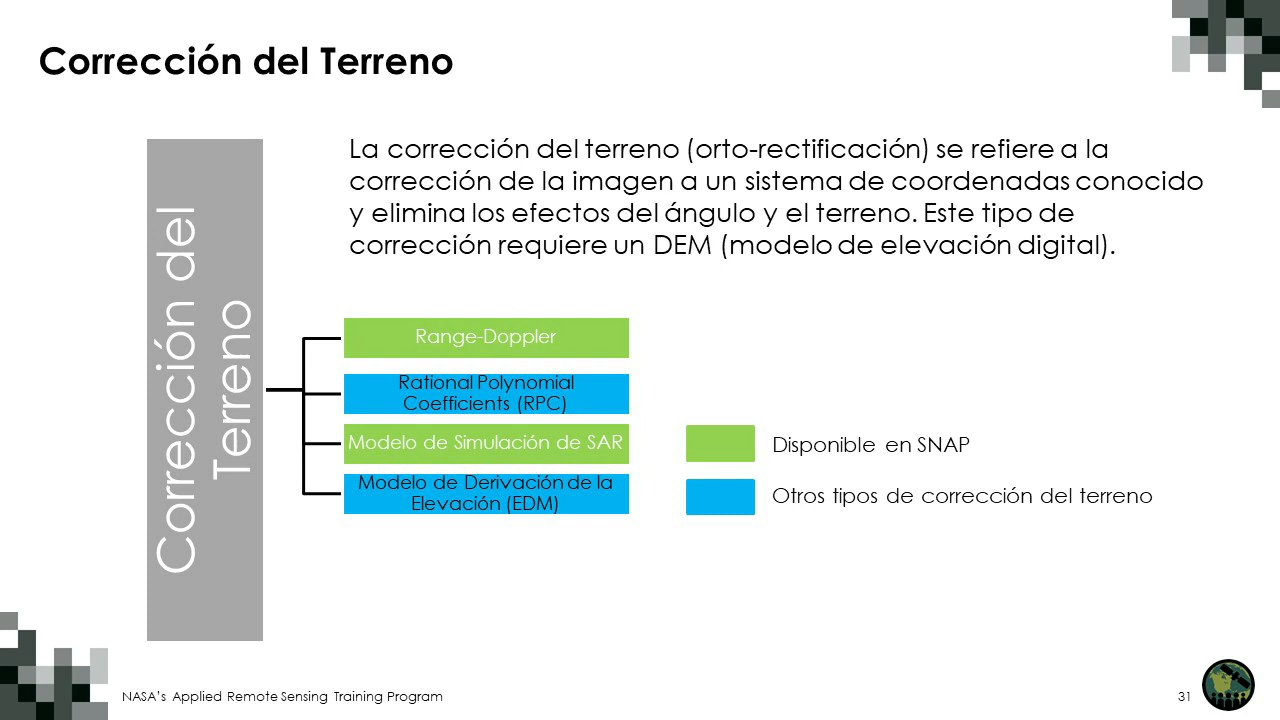 Corrección del Terreno
La corrección del terreno (orto-rectificación) se refiere a la
corrección de la imagen a un sistema de coordenadas conocido
y elimina los efectos del ángulo y el terreno. Este tipo de
corrección requiere un DEM (modelo de elevación digital).
Corrección del
Terreno
Range-Doppler
Rational Polynomial
Coefficients (RPC)
Modelo de Simulación de SAR
Modelo de Derivación de la
Elevación (EDM)
Disponible en SNAP
Otros tipos de corrección del terreno
NASA's Applied Remote Sensing Training Program
31